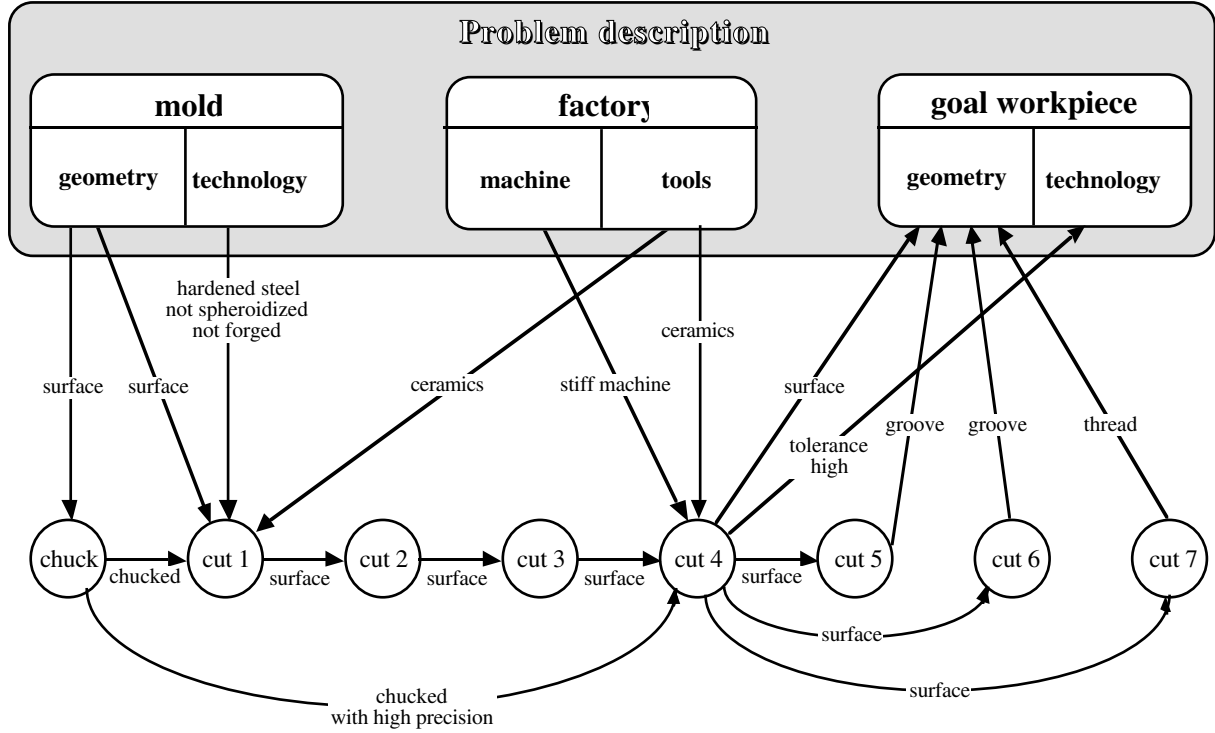 Problem description
mold
factory
goal workpiece
geometry
technology
machine
tools
geometry
technology
hardened steel
not spheroidized
not forged
ceramics
surface
surface
ceramics
stiff machine
surface
groove
groove
thread
tolerance
high
chuck
cut 1
cut 2
cut 3
cut 4
cut 5
cut 6
cut 7
chucked
surface
surface
surface
surface
surface
surface
chucked
with high precision